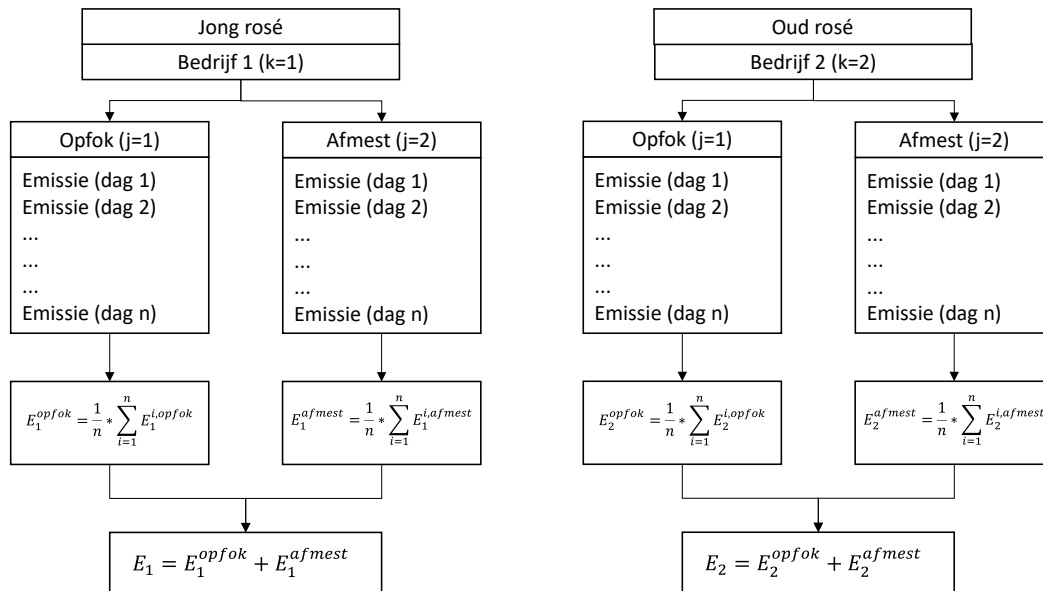 Jong rosé
Bedrijf 1 (k=1)
Opfok (j=1)
Emissie (dag 1)
Emissie (dag 2)
...
...
...
Emissie (dag n)
Afmest (j=2)
Emissie (dag 1)
Emissie (dag 2)
...
...
...
Emissie (dag n)
$E_1^{opfok} = \frac{1}{n} * \sum_{i=1}^{n} E_1^{i,opfok}$
$E_1^{afmest} = \frac{1}{n} * \sum_{i=1}^{n} E_1^{i,afmest}$
$E_1 = E_1^{opfok} + E_1^{afmest}$
Oud rosé
Bedrijf 2 (k=2)
Opfok (j=1)
Emissie (dag 1)
Emissie (dag 2)
...
...
...
Emissie (dag n)
Afmest (j=2)
Emissie (dag 1)
Emissie (dag 2)
...
...
...
Emissie (dag n)
$E_2^{opfok} = \frac{1}{n} * \sum_{i=1}^{n} E_2^{i,opfok}$
$E_2^{afmest} = \frac{1}{n} * \sum_{i=1}^{n} E_2^{i,afmest}$
$E_2 = E_2^{opfok} + E_2^{afmest}$